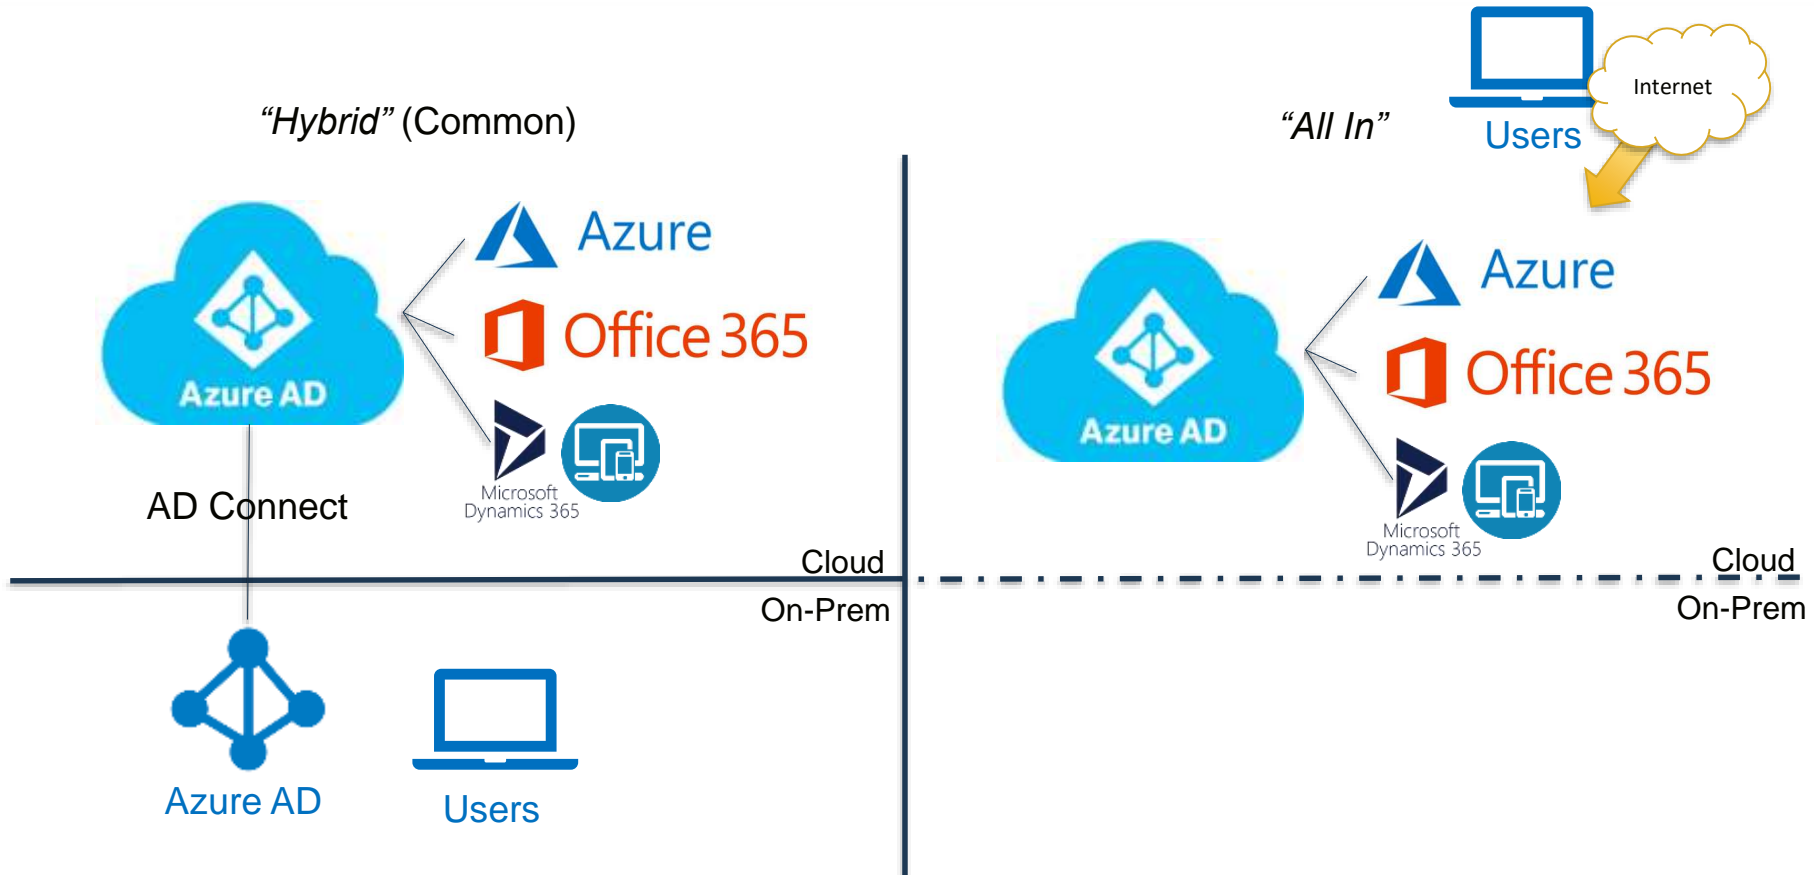 “Hybrid” (Common)
Azure
Office 365
Azure AD
Microsoft
Dynamics 365
AD Connect
Cloud
On-Prem
Azure AD
Users
“All In”
Users
Internet
Azure
Office 365
Azure AD
Microsoft
Dynamics 365
Cloud
On-Prem